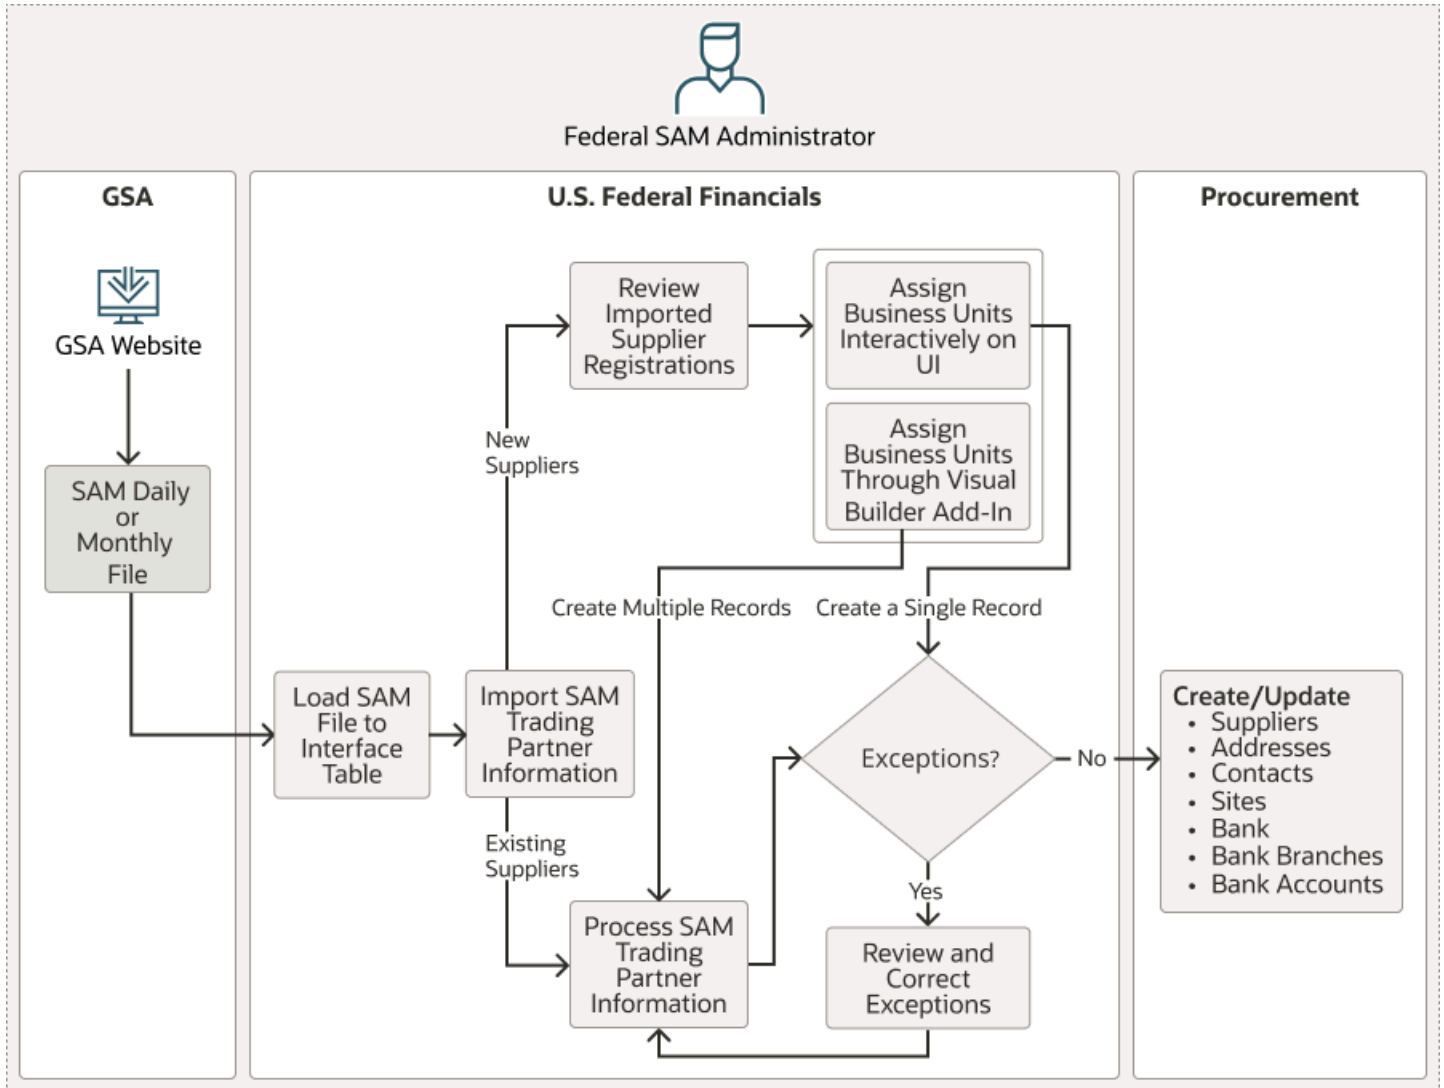 Federal SAM Administrator
GSA
U.S. Federal Financials
Procurement
GSA Website
SAM Daily
or
Monthly
File
Review
Imported
Supplier
Registrations
Assign
Business Units
Interactively on
UI
Assign
Business Units
Through Visual
Builder Add-In
New
Suppliers
Create Multiple Records
Create a Single Record
Load SAM
File to
Interface
Table
Import SAM
Trading
Partner
Information
Exceptions?
No
Create/Update
• Suppliers
• Addresses
• Contacts
• Sites
• Bank
• Bank Branches
• Bank Accounts
Existing
Suppliers
Yes
Process SAM
Trading
Partner
Information
Review and
Correct
Exceptions